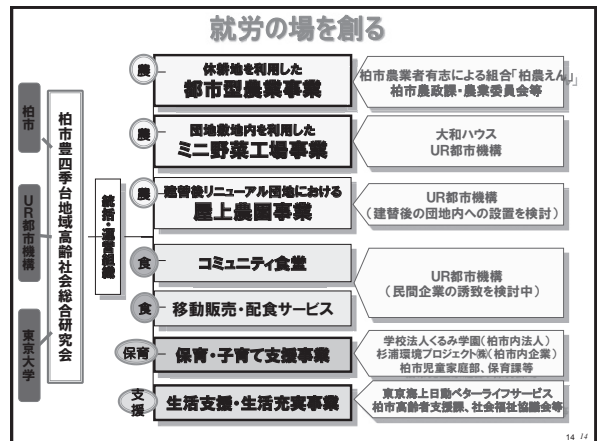 就労の場を創る
柏市
UR都市機構
東京大学
柏市豊四季台地域高齢社会総合研究会
統括・運営組織
農
休耕地を利用した
都市型農業事業
柏市農業者有志による組合「柏農えん」
柏市農政課・農業委員会等
農
団地敷地内を利用した
ミニ野菜工場事業
大和ハウス
UR都市機構
農
建替後リニューアル団地における
屋上農園事業
UR都市機構
（建替後の団地内への設置を検討）
食
コミュニティ食堂
食
移動販売・配食サービス
UR都市機構
（民間企業の誘致を検討中）
保育
保育・子育て支援事業
学校法人くるみ学園（柏市内法人）
杉浦環境プロジェクト㈱（柏市内企業）
柏市児童家庭部、保育課等
支援
生活支援・生活充実事業
東京海上日動ベターライフサービス
柏市高齢者支援課、社会福祉協議会等
14 14